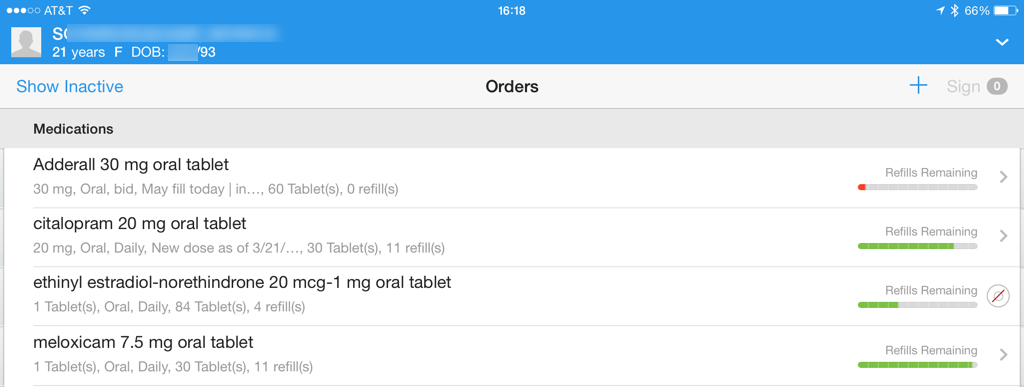 AT&T 16:18 66%
21 years F DOB: /93
Show Inactive Orders Sign 0
Medications
Adderall 30 mg oral tablet
30 mg, Oral, bid, May fill today | in..., 60 Tablet(s), 0 refill(s)
Refills Remaining
citalopram 20 mg oral tablet
20 mg, Oral, Daily, New dose as of 3/21/..., 30 Tablet(s), 11 refill(s)
Refills Remaining
ethinyl estradiol-norethindrone 20 mcg-1 mg oral tablet
1 Tablet(s), Oral, Daily, 84 Tablet(s), 4 refill(s)
Refills Remaining
meloxicam 7.5 mg oral tablet
1 Tablet(s), Oral, Daily, 30 Tablet(s), 11 refill(s)
Refills Remaining